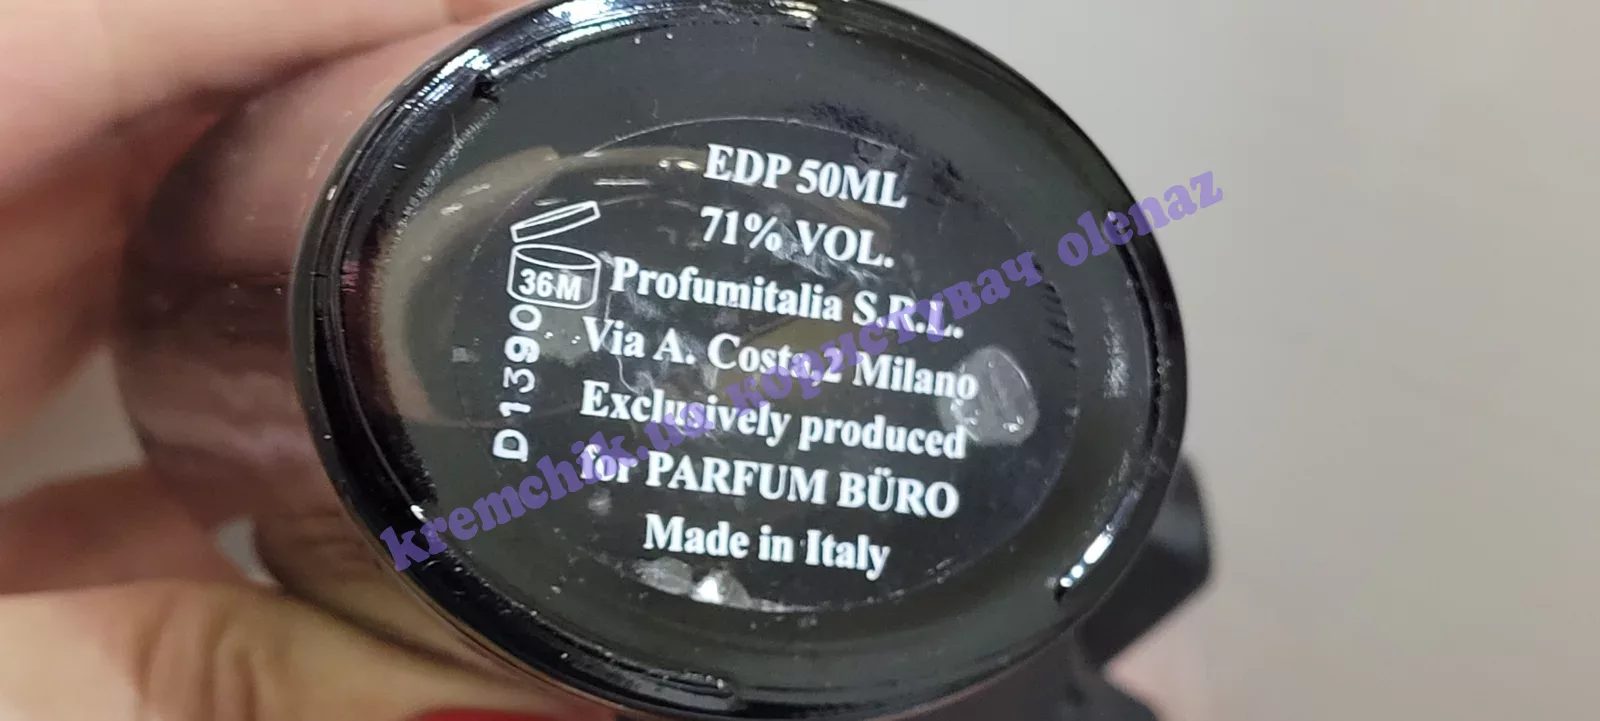 EDP 50ML
71% VOL.
36-M
Profumitalia S.R.L.
Via A. Costa,2 Milano
Exclusively produced
for PARFUM BÜRO
Made in Italy
D1390
kremchik.ua користувач olenaz